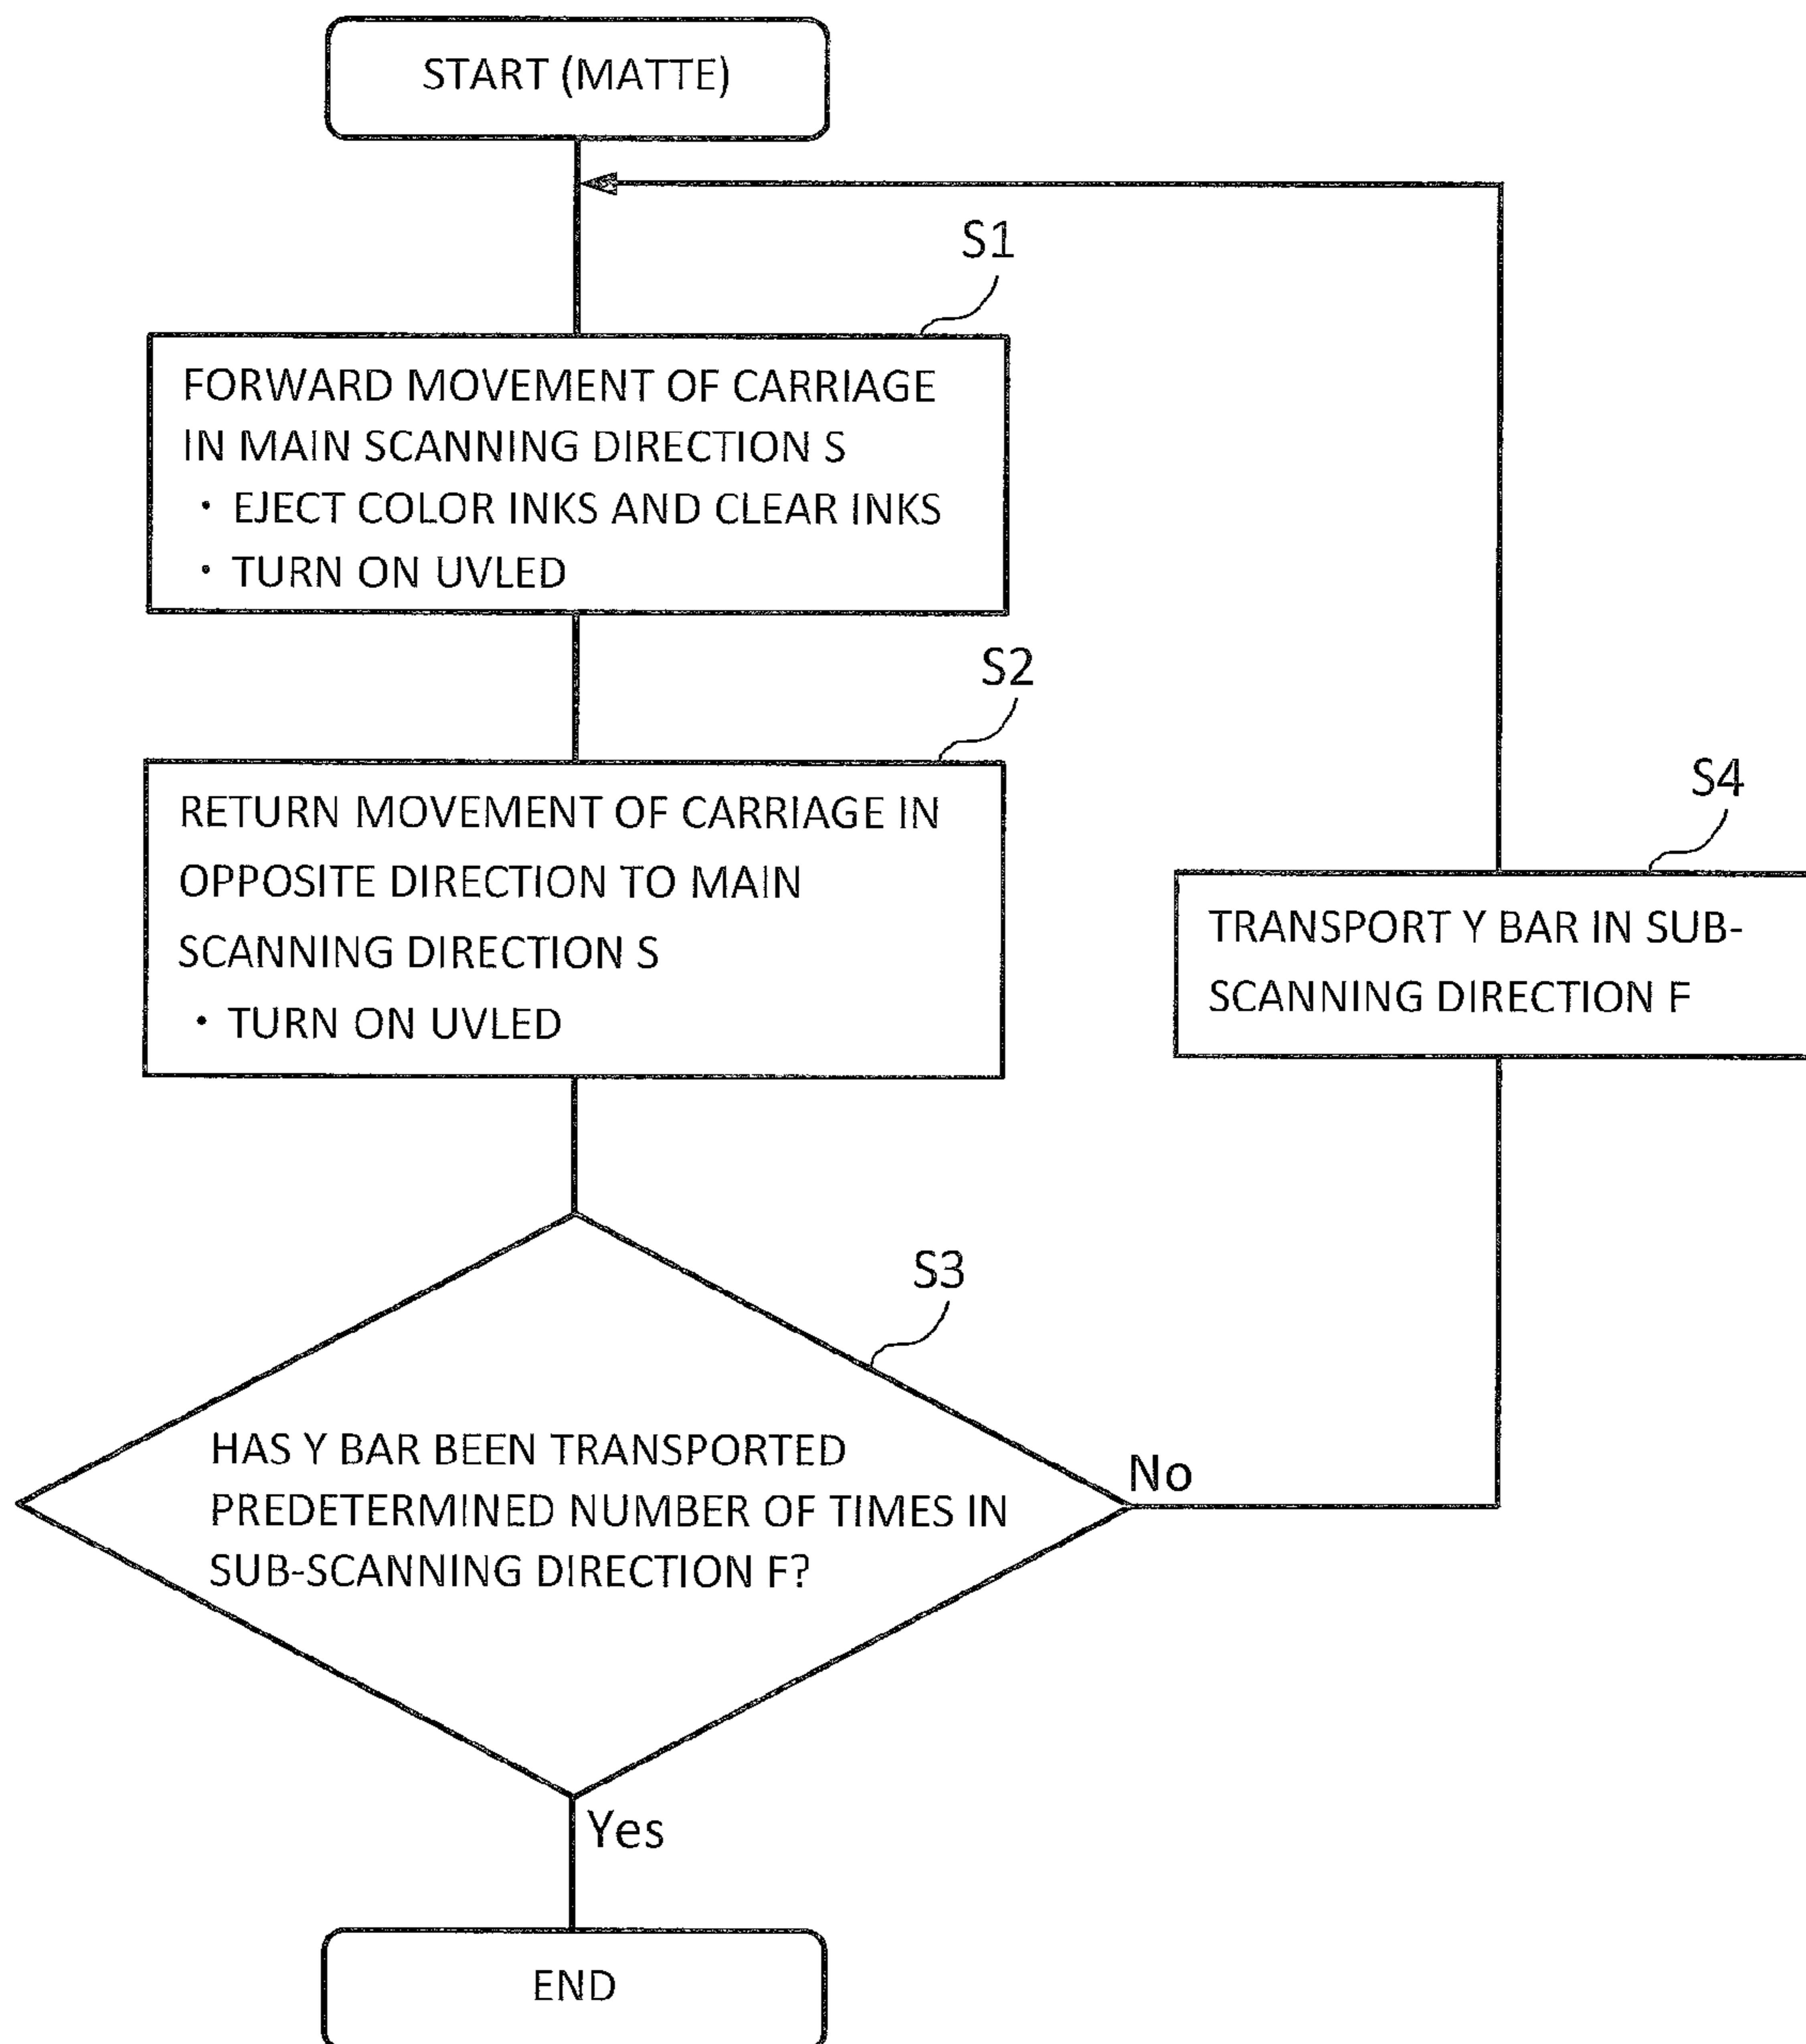 START (MATTE)
S1
FORWARD MOVEMENT OF CARRIAGE
IN MAIN SCANNING DIRECTION S
・ EJECT COLOR INKS AND CLEAR INKS
・ TURN ON UVLED
S2
RETURN MOVEMENT OF CARRIAGE IN
OPPOSITE DIRECTION TO MAIN
SCANNING DIRECTION S
・ TURN ON UVLED
S4
TRANSPORT Y BAR IN SUB-
SCANNING DIRECTION F
S3
HAS Y BAR BEEN TRANSPORTED
PREDETERMINED NUMBER OF TIMES IN
SUB-SCANNING DIRECTION F?
No
Yes
END